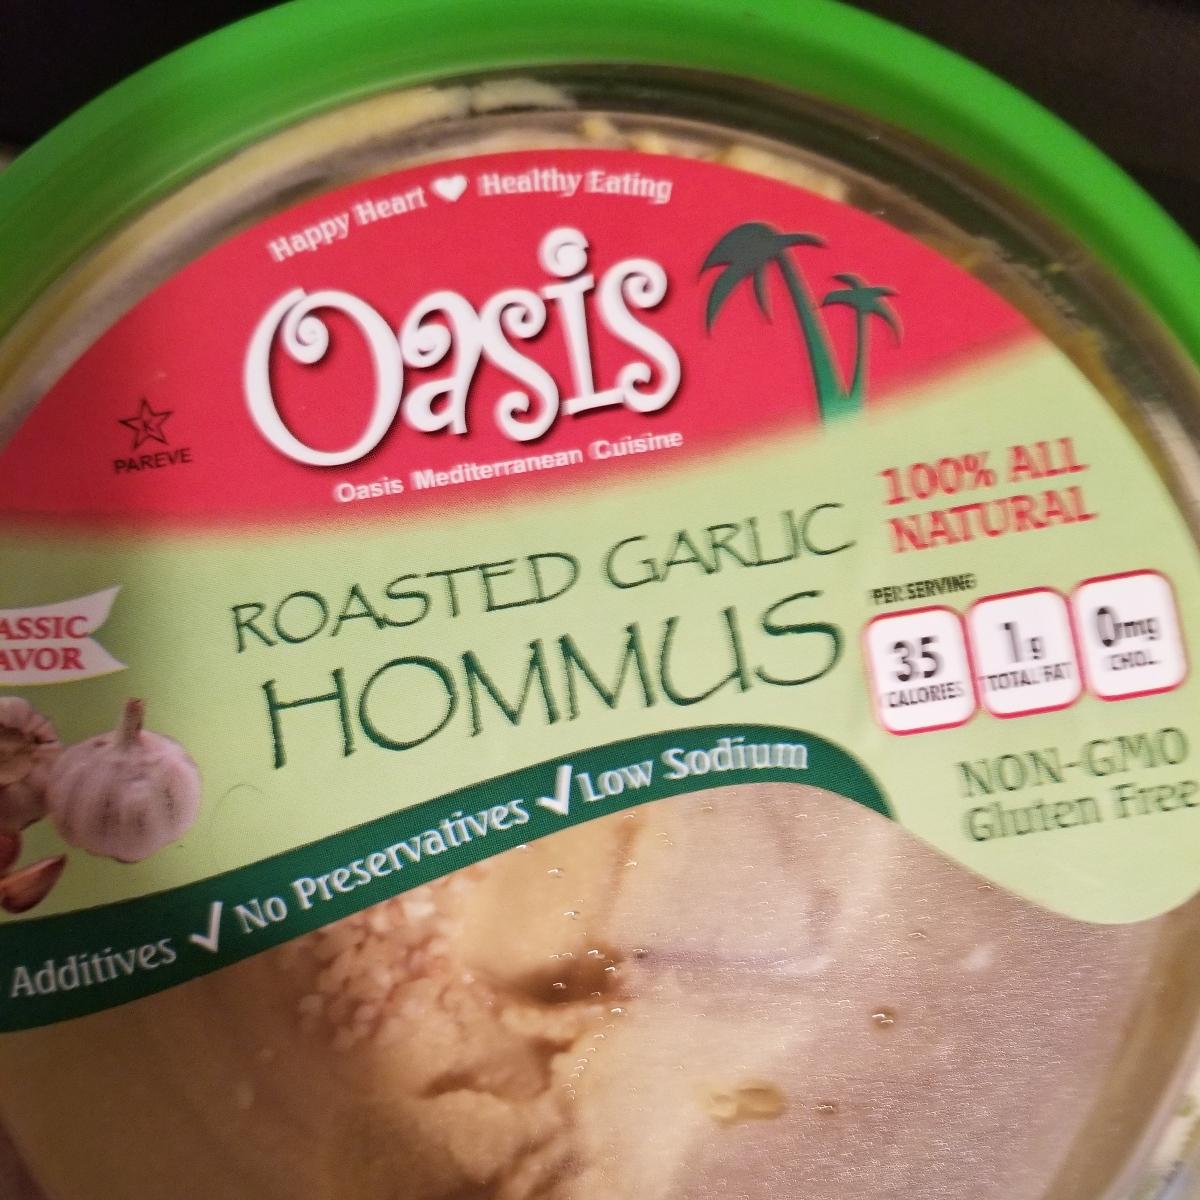 Happy Heart Healthy Eating
Oasis
K
PAREVE
Oasis Mediterranean Cuisine
100% ALL
NATURAL
ROASTED GARLIC
HOMMUS
ASSIC
AVOR
PER SERVING
35
CALORIES
1g
TOTAL FAT
0mg
CHOL.
NON-GMO
Gluten Free
Additives ✓ No Preservatives ✓ Low Sodium